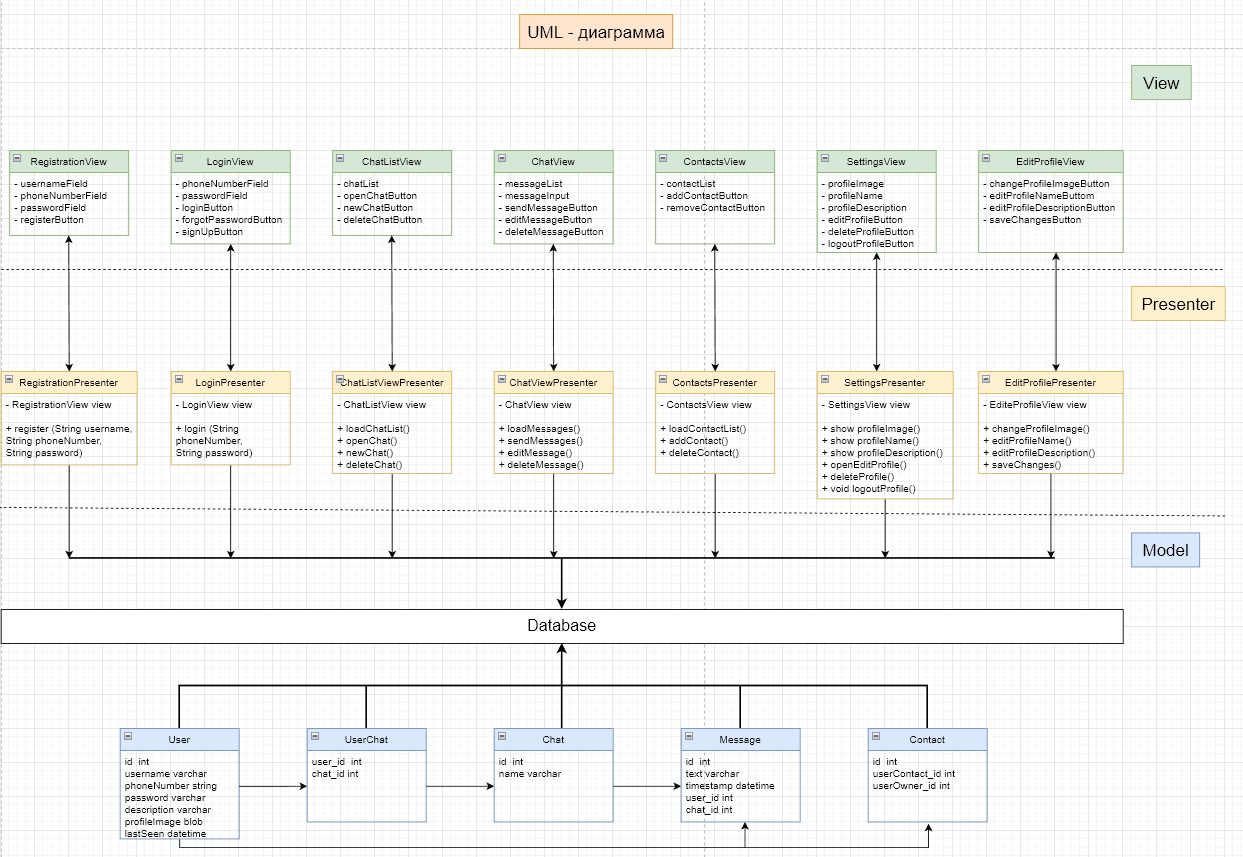 UML - диаграмма
View
RegistrationView
- usernameField
- phoneNumberField
- passwordField
- registerButton
LoginView
- phoneNumberField
- passwordField
- loginButton
- forgotPasswordButton
- signUpButton
ChatListView
- chatList
- openChatButton
- newChatButton
- deleteChatButton
ChatView
- messageList
- messageInput
- sendMessageButton
- editMessageButton
- deleteMessageButton
ContactsView
- contactList
- addContactButton
- removeContactButton
SettingsView
- profileImage
- profileName
- profileDescription
- editProfileButton
- deleteProfileButton
- logoutProfileButton
EditProfileView
- changeProfileImageButton
- editProfileNameButtom
- editProfileDescriptionButton
- saveChangesButton
Presenter
RegistrationPresenter
- RegistrationView view
+ register (String username,
String phoneNumber,
String password)
LoginPresenter
- LoginView view
+ login (String
phoneNumber,
String password)
ChatListViewPresenter
- ChatListView view
+ loadChatList()
+ openChat()
+ newChat()
+ deleteChat()
ChatViewPresenter
- ChatView view
+ loadMessages()
+ sendMessages()
+ editMessage()
+ deleteMessage()
ContactsPresenter
- ContactsView view
+ loadContactList()
+ addContact()
+ deleteContact()
SettingsPresenter
- SettingsView view
+ show profileImage()
+ show profileName()
+ show profileDescription()
+ openEditProfile()
+ deleteProfile()
+ void logoutProfile()
EditProfilePresenter
- EditeProfileView view
+ changeProfileImage()
+ editProfileName()
+ editProfileDescription()
+ saveChanges()
Model
Database
User
id int
username varchar
phoneNumber string
password varchar
description varchar
profileImage blob
lastSeen datetime
UserChat
user_id int
chat_id int
Chat
id int
name varchar
Message
id int
text varchar
timestamp datetime
user_id int
chat_id int
Contact
id int
userContact_id int
userOwner_id int